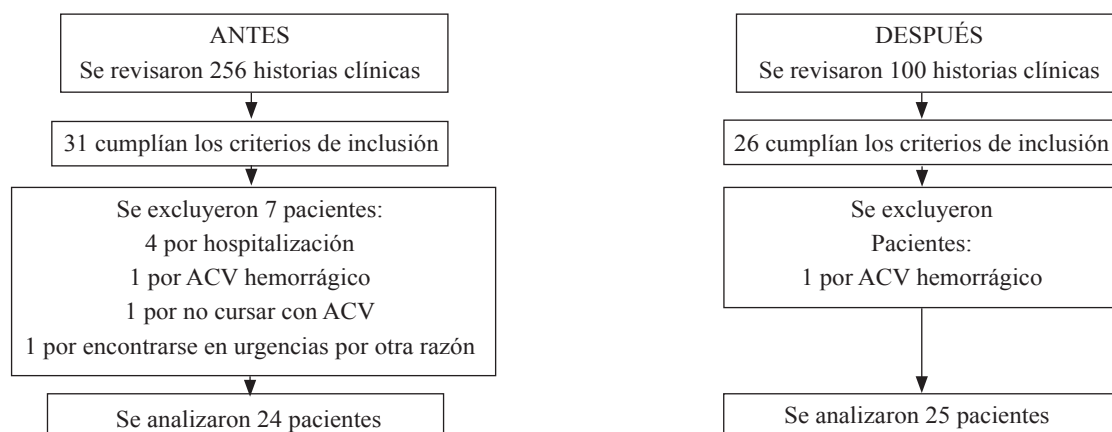 ANTES
Se revisaron 256 historias clínicas
31 cumplían los criterios de inclusión
Se excluyeron 7 pacientes:
4 por hospitalización
1 por ACV hemorrágico
1 por no cursar con ACV
1 por encontrarse en urgencias por otra razón
Se analizaron 24 pacientes
DESPUÉS
Se revisaron 100 historias clínicas
26 cumplían los criterios de inclusión
Se excluyeron
Pacientes:
1 por ACV hemorrágico
Se analizaron 25 pacientes